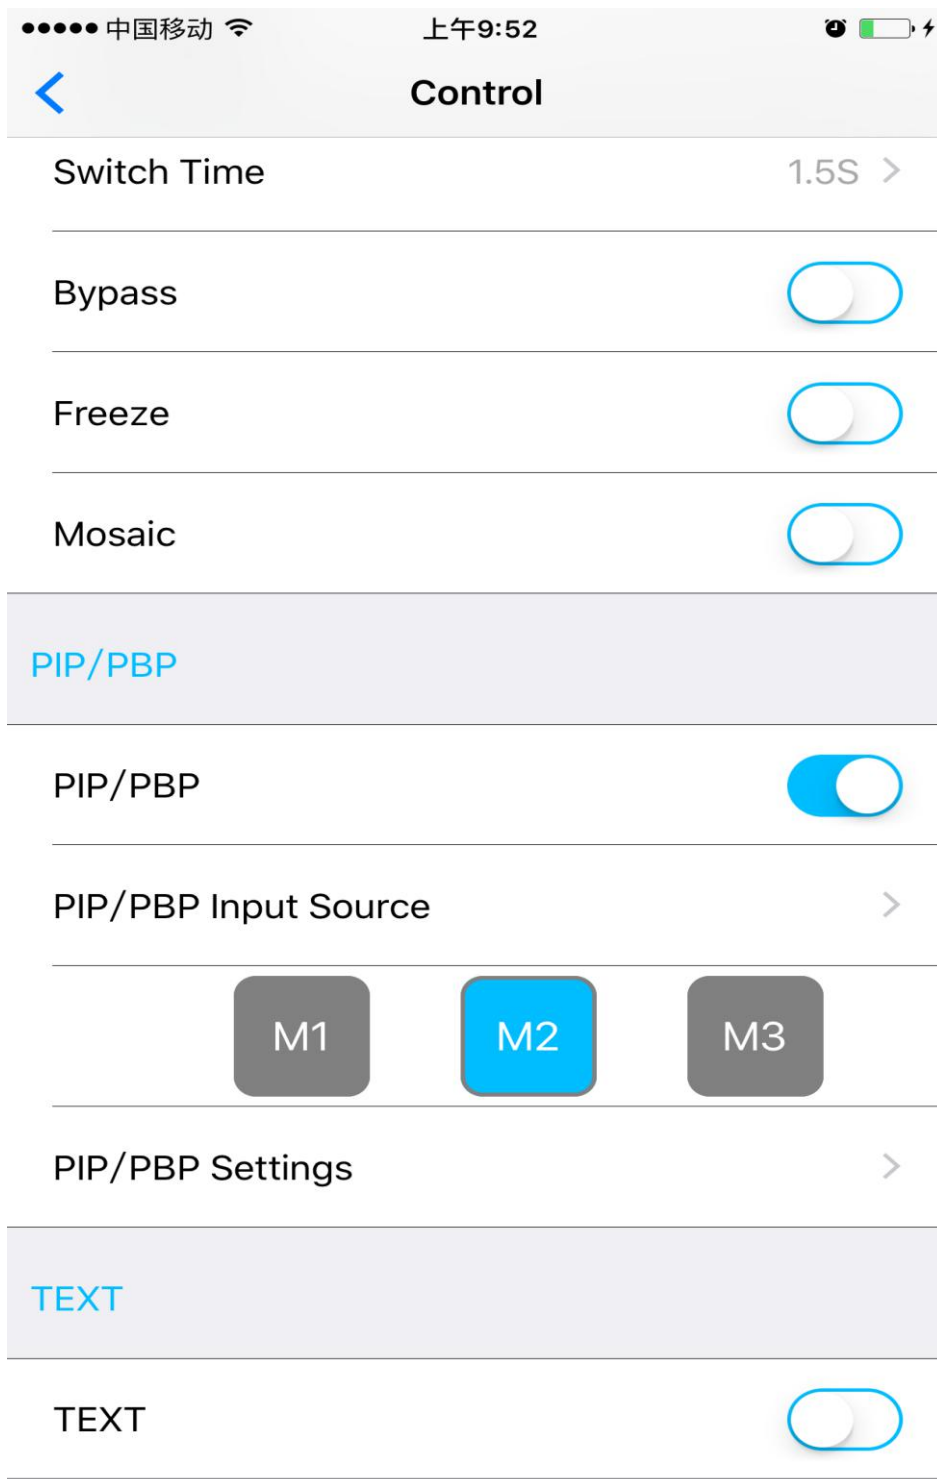 中国移动 上午9:52
Control
Switch Time 1.5S
Bypass
Freeze
Mosaic
PIP/PBP
PIP/PBP
PIP/PBP Input Source
M1 M2 M3
PIP/PBP Settings
TEXT
TEXT